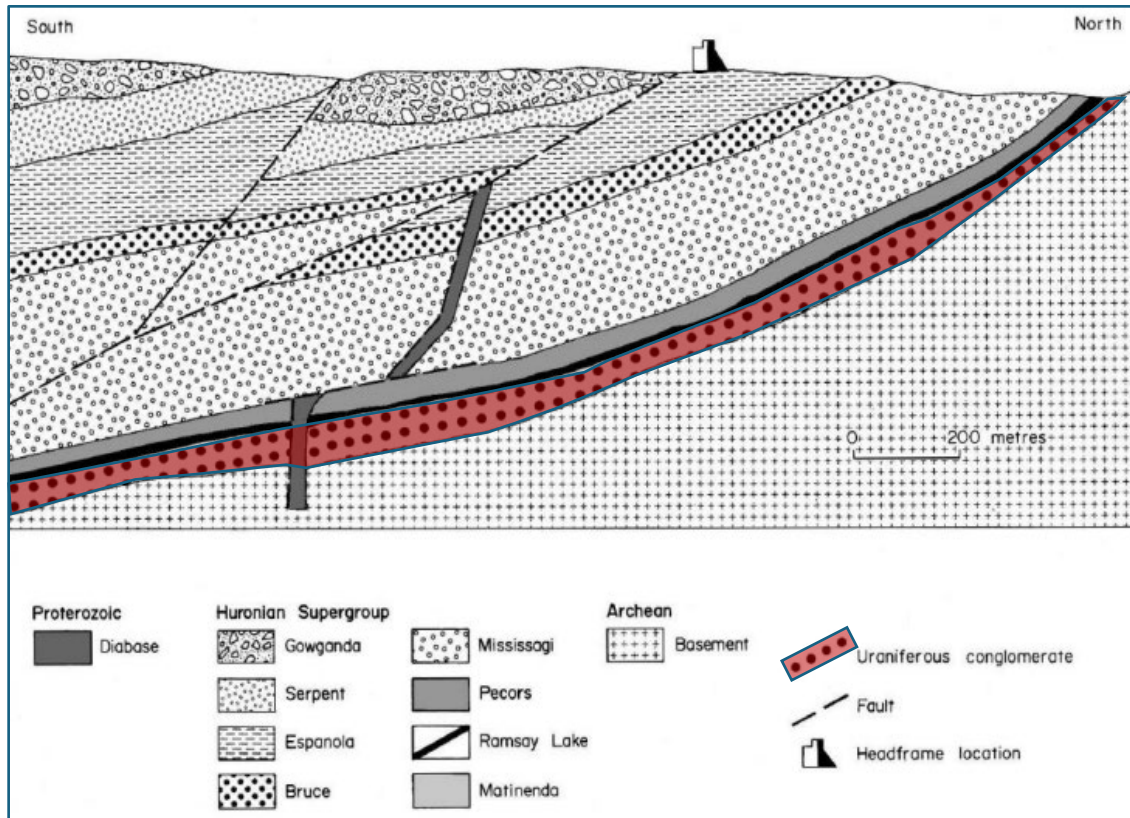 South
North
0 200 metres
Proterozoic
Diabase
Huronian Supergroup
Gowganda
Serpent
Espanola
Bruce
Mississagi
Pecors
Ramsay Lake
Matinenda
Archean
Basement
Uraniferous conglomerate
Fault
Headframe location